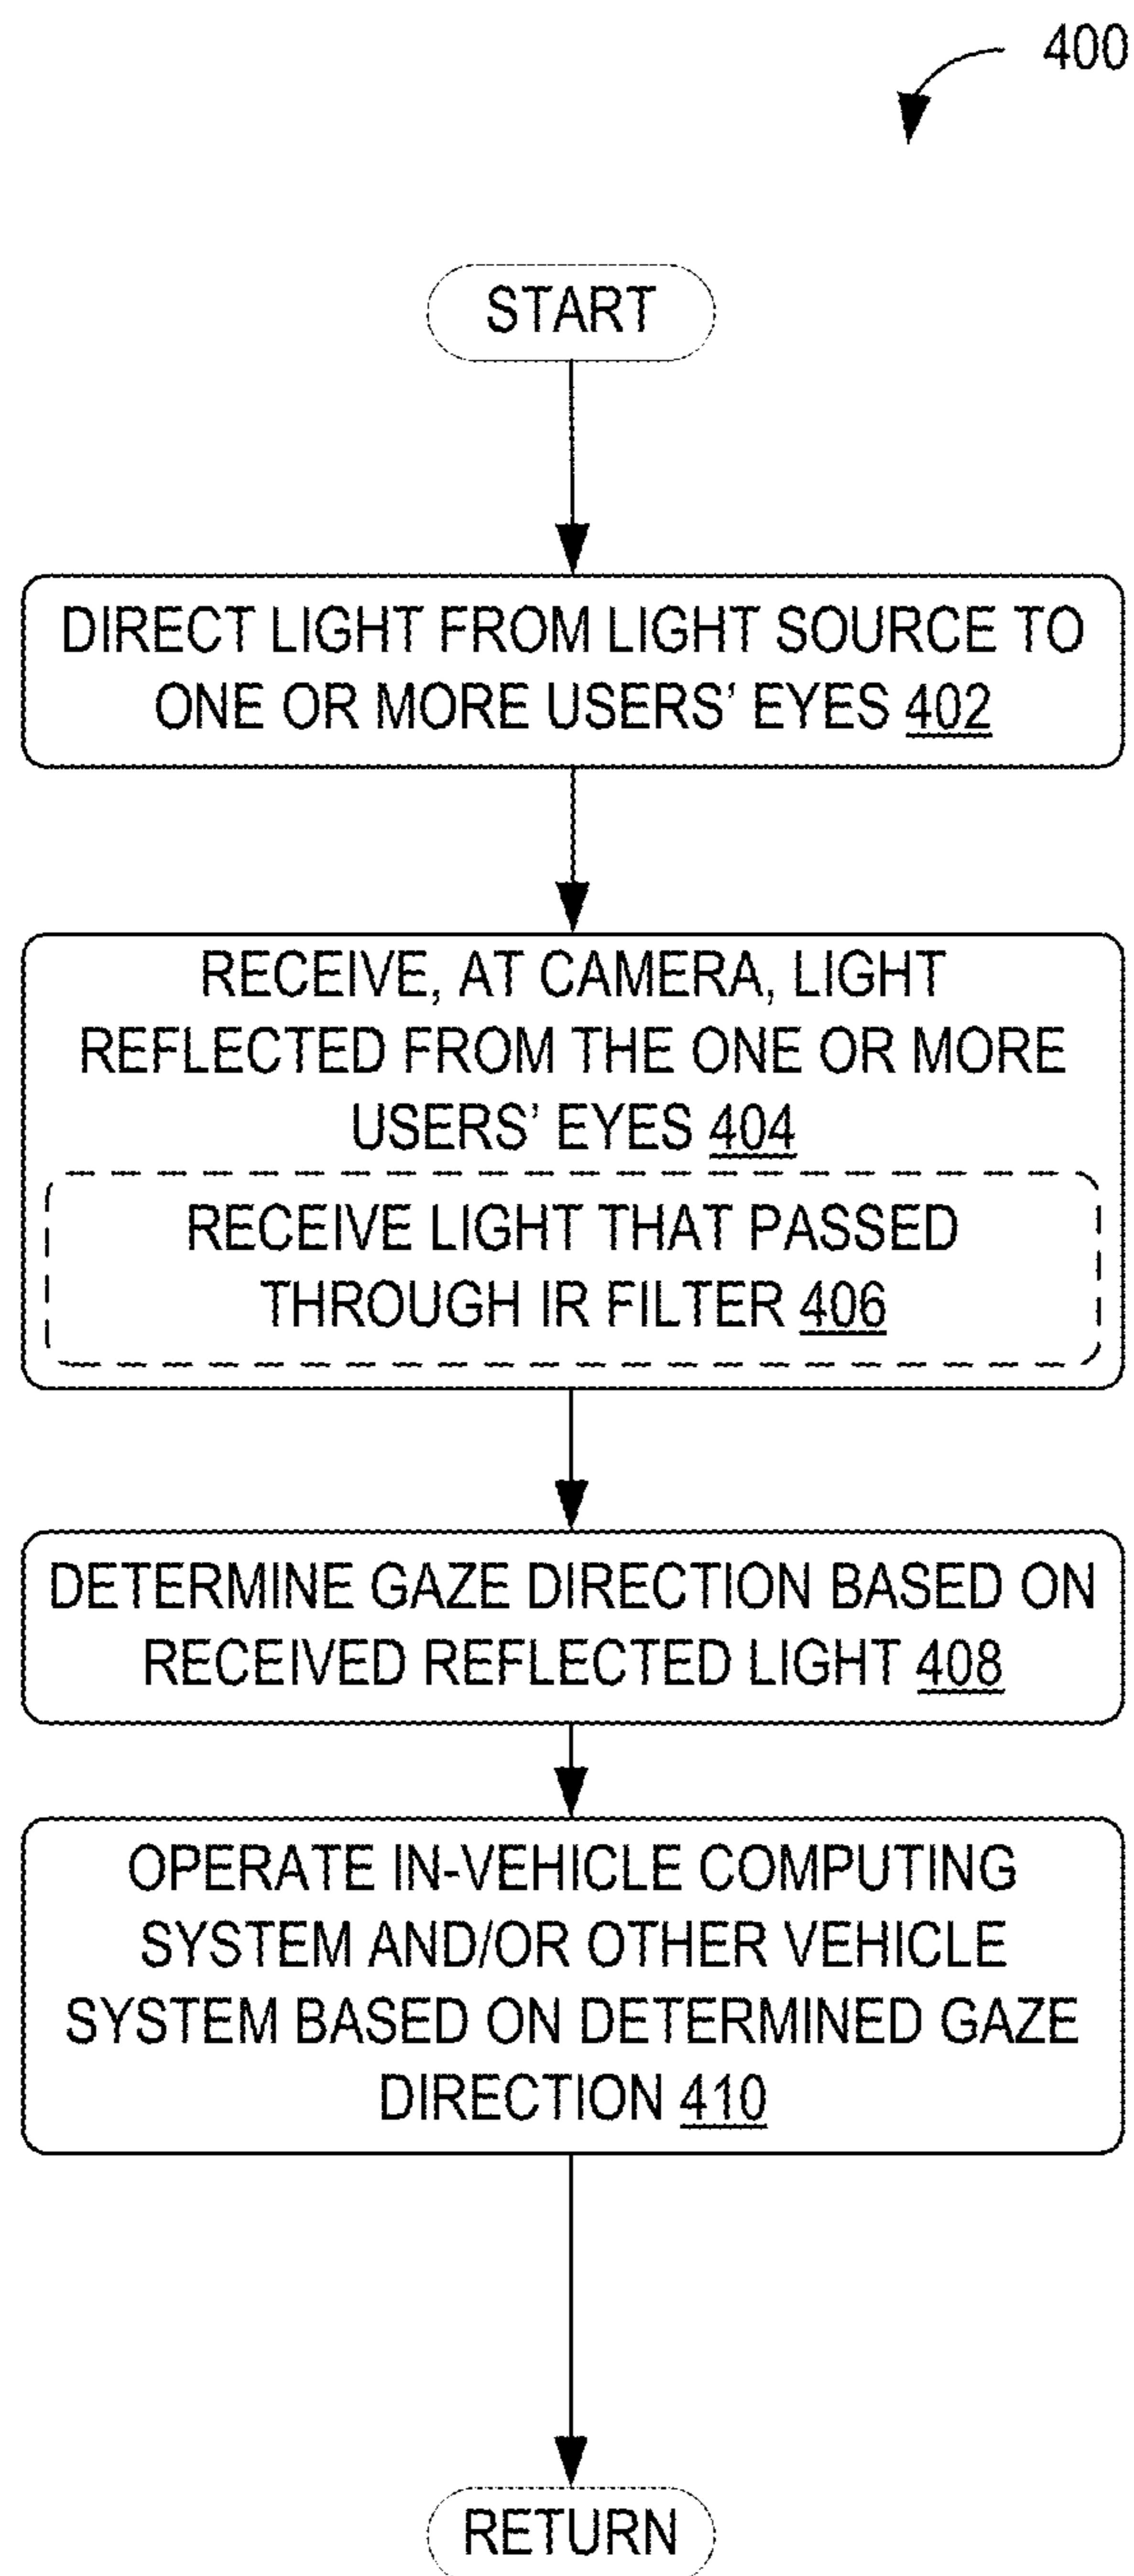 400
START
DIRECT LIGHT FROM LIGHT SOURCE TO
ONE OR MORE USERS’ EYES 402
RECEIVE, AT CAMERA, LIGHT
REFLECTED FROM THE ONE OR MORE
USERS’ EYES 404
RECEIVE LIGHT THAT PASSED
THROUGH IR FILTER 406
DETERMINE GAZE DIRECTION BASED ON
RECEIVED REFLECTED LIGHT 408
OPERATE IN-VEHICLE COMPUTING
SYSTEM AND/OR OTHER VEHICLE
SYSTEM BASED ON DETERMINED GAZE
DIRECTION 410
RETURN